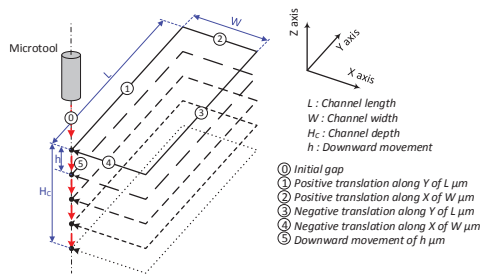 Microtool
L
W
0
1
2
3
4
5
h
H_C
Z axis
Y axis
X axis
L : Channel length
W : Channel width
H_C : Channel depth
h : Downward movement
0 Initial gap
1 Positive translation along Y of L µm
2 Positive translation along X of W µm
3 Negative translation along Y of L µm
4 Negative translation along X of W µm
5 Downward movement of h µm